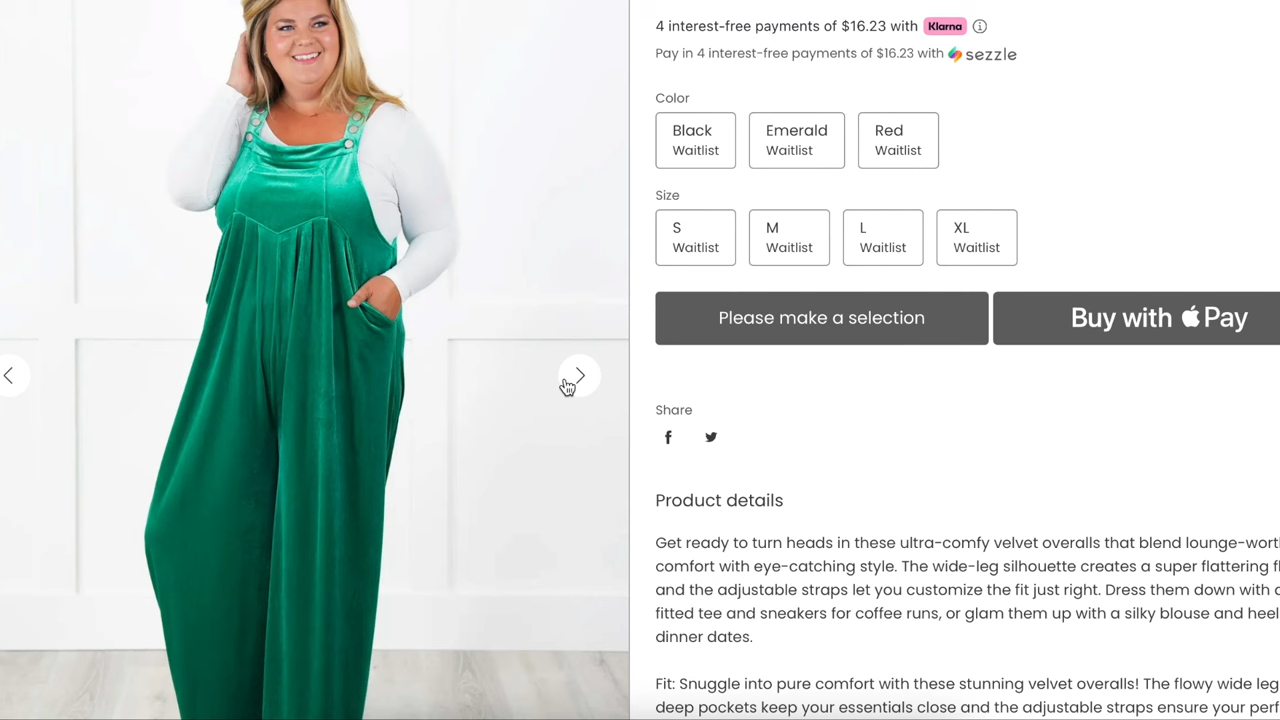 4 interest-free payments of $16.23 with Klarna
Pay in 4 interest-free payments of $16.23 with sezzle
Color
Black
Waitlist
Emerald
Waitlist
Red
Waitlist
Size
S
Waitlist
M
Waitlist
L
Waitlist
XL
Waitlist
Please make a selection
Buy with Pay
Share
Product details
Get ready to turn heads in these ultra-comfy velvet overalls that blend
comfort with eye-catching style. The wide-leg silhouette creates a super flattering
and the adjustable straps let you customize the fit just right. Dress them down with
fitted tee and sneakers for coffee runs, or glam them up with a silky blouse and
dinner dates.
Fit: Snuggle into pure comfort with these stunning velvet overalls! The flowy wide
deep pockets keep your essentials close and the adjustable straps ensure your